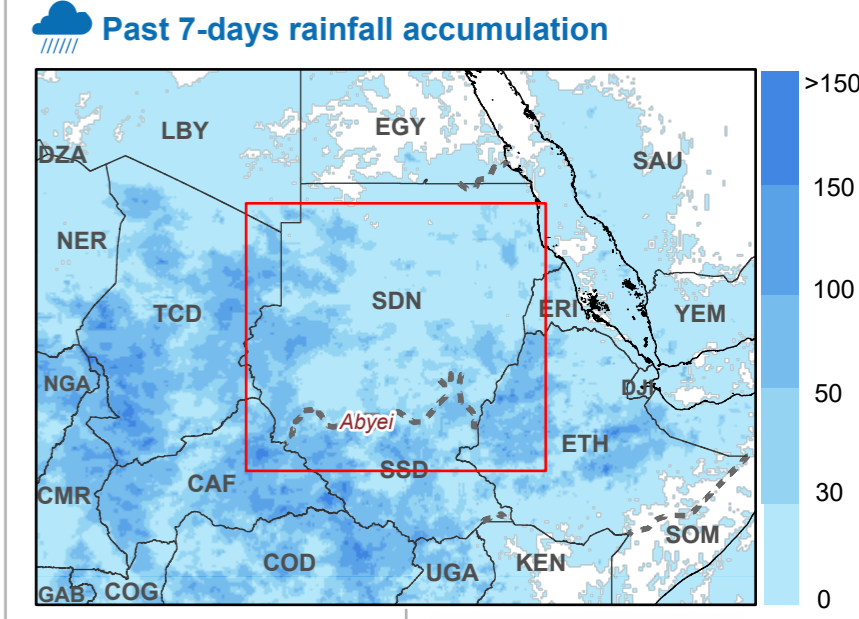 Past 7-days rainfall accumulation
LBY
EGY
DZA
SAU
NER
TCD
SDN
ERI
YEM
NGA
DJI
Abyei
ETH
CMR
CAF
SSD
SOM
COD
UGA
KEN
GAB
COG
>150
150
100
50
30
0